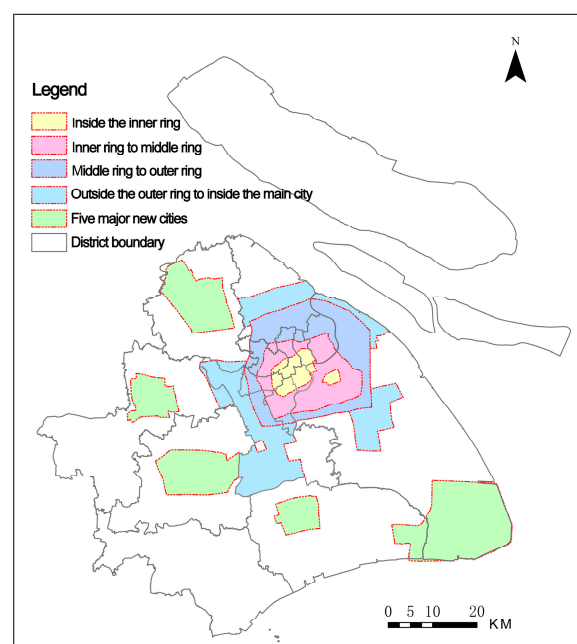 N
Legend
Inside the inner ring
Inner ring to middle ring
Middle ring to outer ring
Outside the outer ring to inside the main city
Five major new cities
District boundary
0 5 10 20
KM